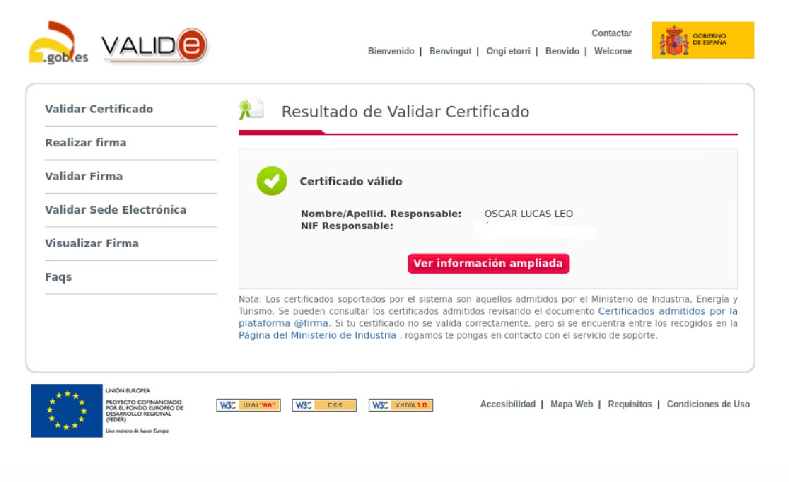 .gob.es
VALIDe
Contactar
Bienvenido | Benvingut | Ongi etorri | Benvido | Welcome
GOBIERNO
DE ESPAÑA
Validar Certificado
Realizar firma
Validar Firma
Validar Sede Electrónica
Visualizar Firma
Faqs
Resultado de Validar Certificado
Certificado válido
Nombre/Apellid. Responsable: OSCAR LUCAS LEO
NIF Responsable:
Ver información ampliada
Nota: Los certificados soportados por el sistema son aquellos admitidos por el Ministerio de Industria, Energía y
Turismo. Se pueden consultar los certificados admitidos revisando el documento Certificados admitidos por la
plataforma @firma. Si tu certificado no se valida correctamente, pero si se encuentra entre los recogidos en la
Página del Ministerio de Industria , rogamos te pongas en contacto con el servicio de soporte.
UNIÓN EUROPEA
PROYECTO COFINANCIADO
POR EL FONDO EUROPEO DE
DESARROLLO REGIONAL
(FEDER)
Una manera de hacer Europa
W3C WAI-"AA"
W3C CSS
W3C XHTML 1.0
Accesibilidad | Mapa Web | Requisitos | Condiciones de Uso